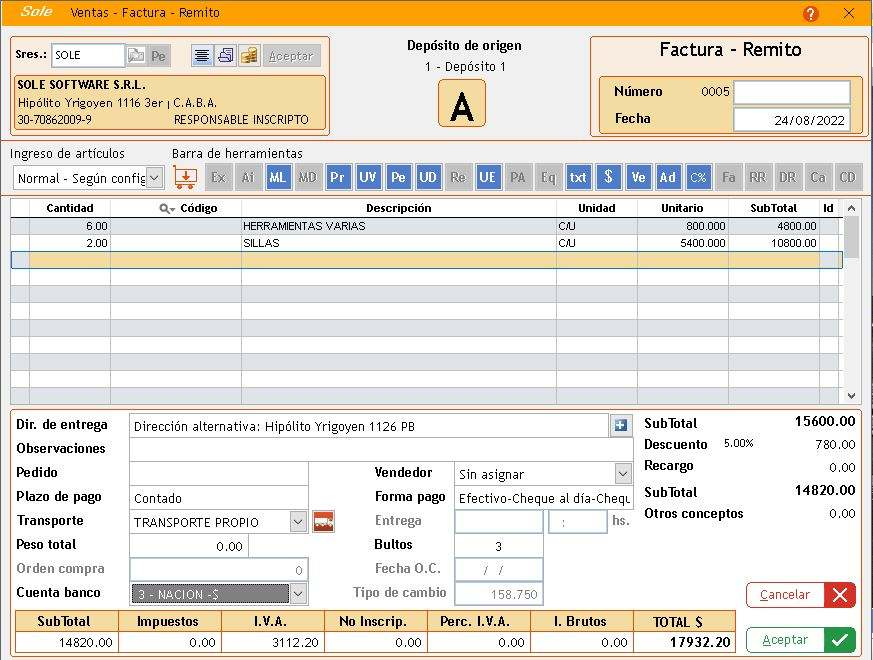 Sole Ventas - Factura - Remito ?
Sres.: SOLE Pe Aceptar
SOLE SOFTWARE S.R.L.
Hipólito Yrigoyen 1116 3er C.A.B.A.
30-70862009-9 RESPONSABLE INSCRIPTO
Depósito de origen
1 - Depósito 1
A
Factura - Remito
Número 0005
Fecha 24/08/2022
Ingreso de artículos Barra de herramientas
Normal - Según config Ex Ai ML MD Pr UV Pe UD Re UE PA Eq txt $ Ve Ad C% Fa RR DR Ca CD
Cantidad Código Descripción Unidad Unitario SubTotal Id
6.00 HERRAMIENTAS VARIAS C/U 800.000 4800.00
2.00 SILLAS C/U 5400.000 10800.00
Dir. de entrega Dirección alternativa: Hipólito Yrigoyen 1126 PB
Observaciones
Pedido Vendedor Sin asignar
Plazo de pago Contado Forma pago Efectivo-Cheque al día-Chequ
Transporte TRANSPORTE PROPIO Entrega : hs.
Peso total 0.00 Bultos 3
Orden compra 0 Fecha O.C. / /
Cuenta banco 3 - NACION -$ Tipo de cambio 158.750
SubTotal 15600.00
Descuento 5.00% 780.00
Recargo 0.00
SubTotal 14820.00
Otros conceptos 0.00
Cancelar
SubTotal Impuestos I.V.A. No Inscrip. Perc. I.V.A. I. Brutos TOTAL $
14820.00 0.00 3112.20 0.00 0.00 0.00 17932.20
Aceptar